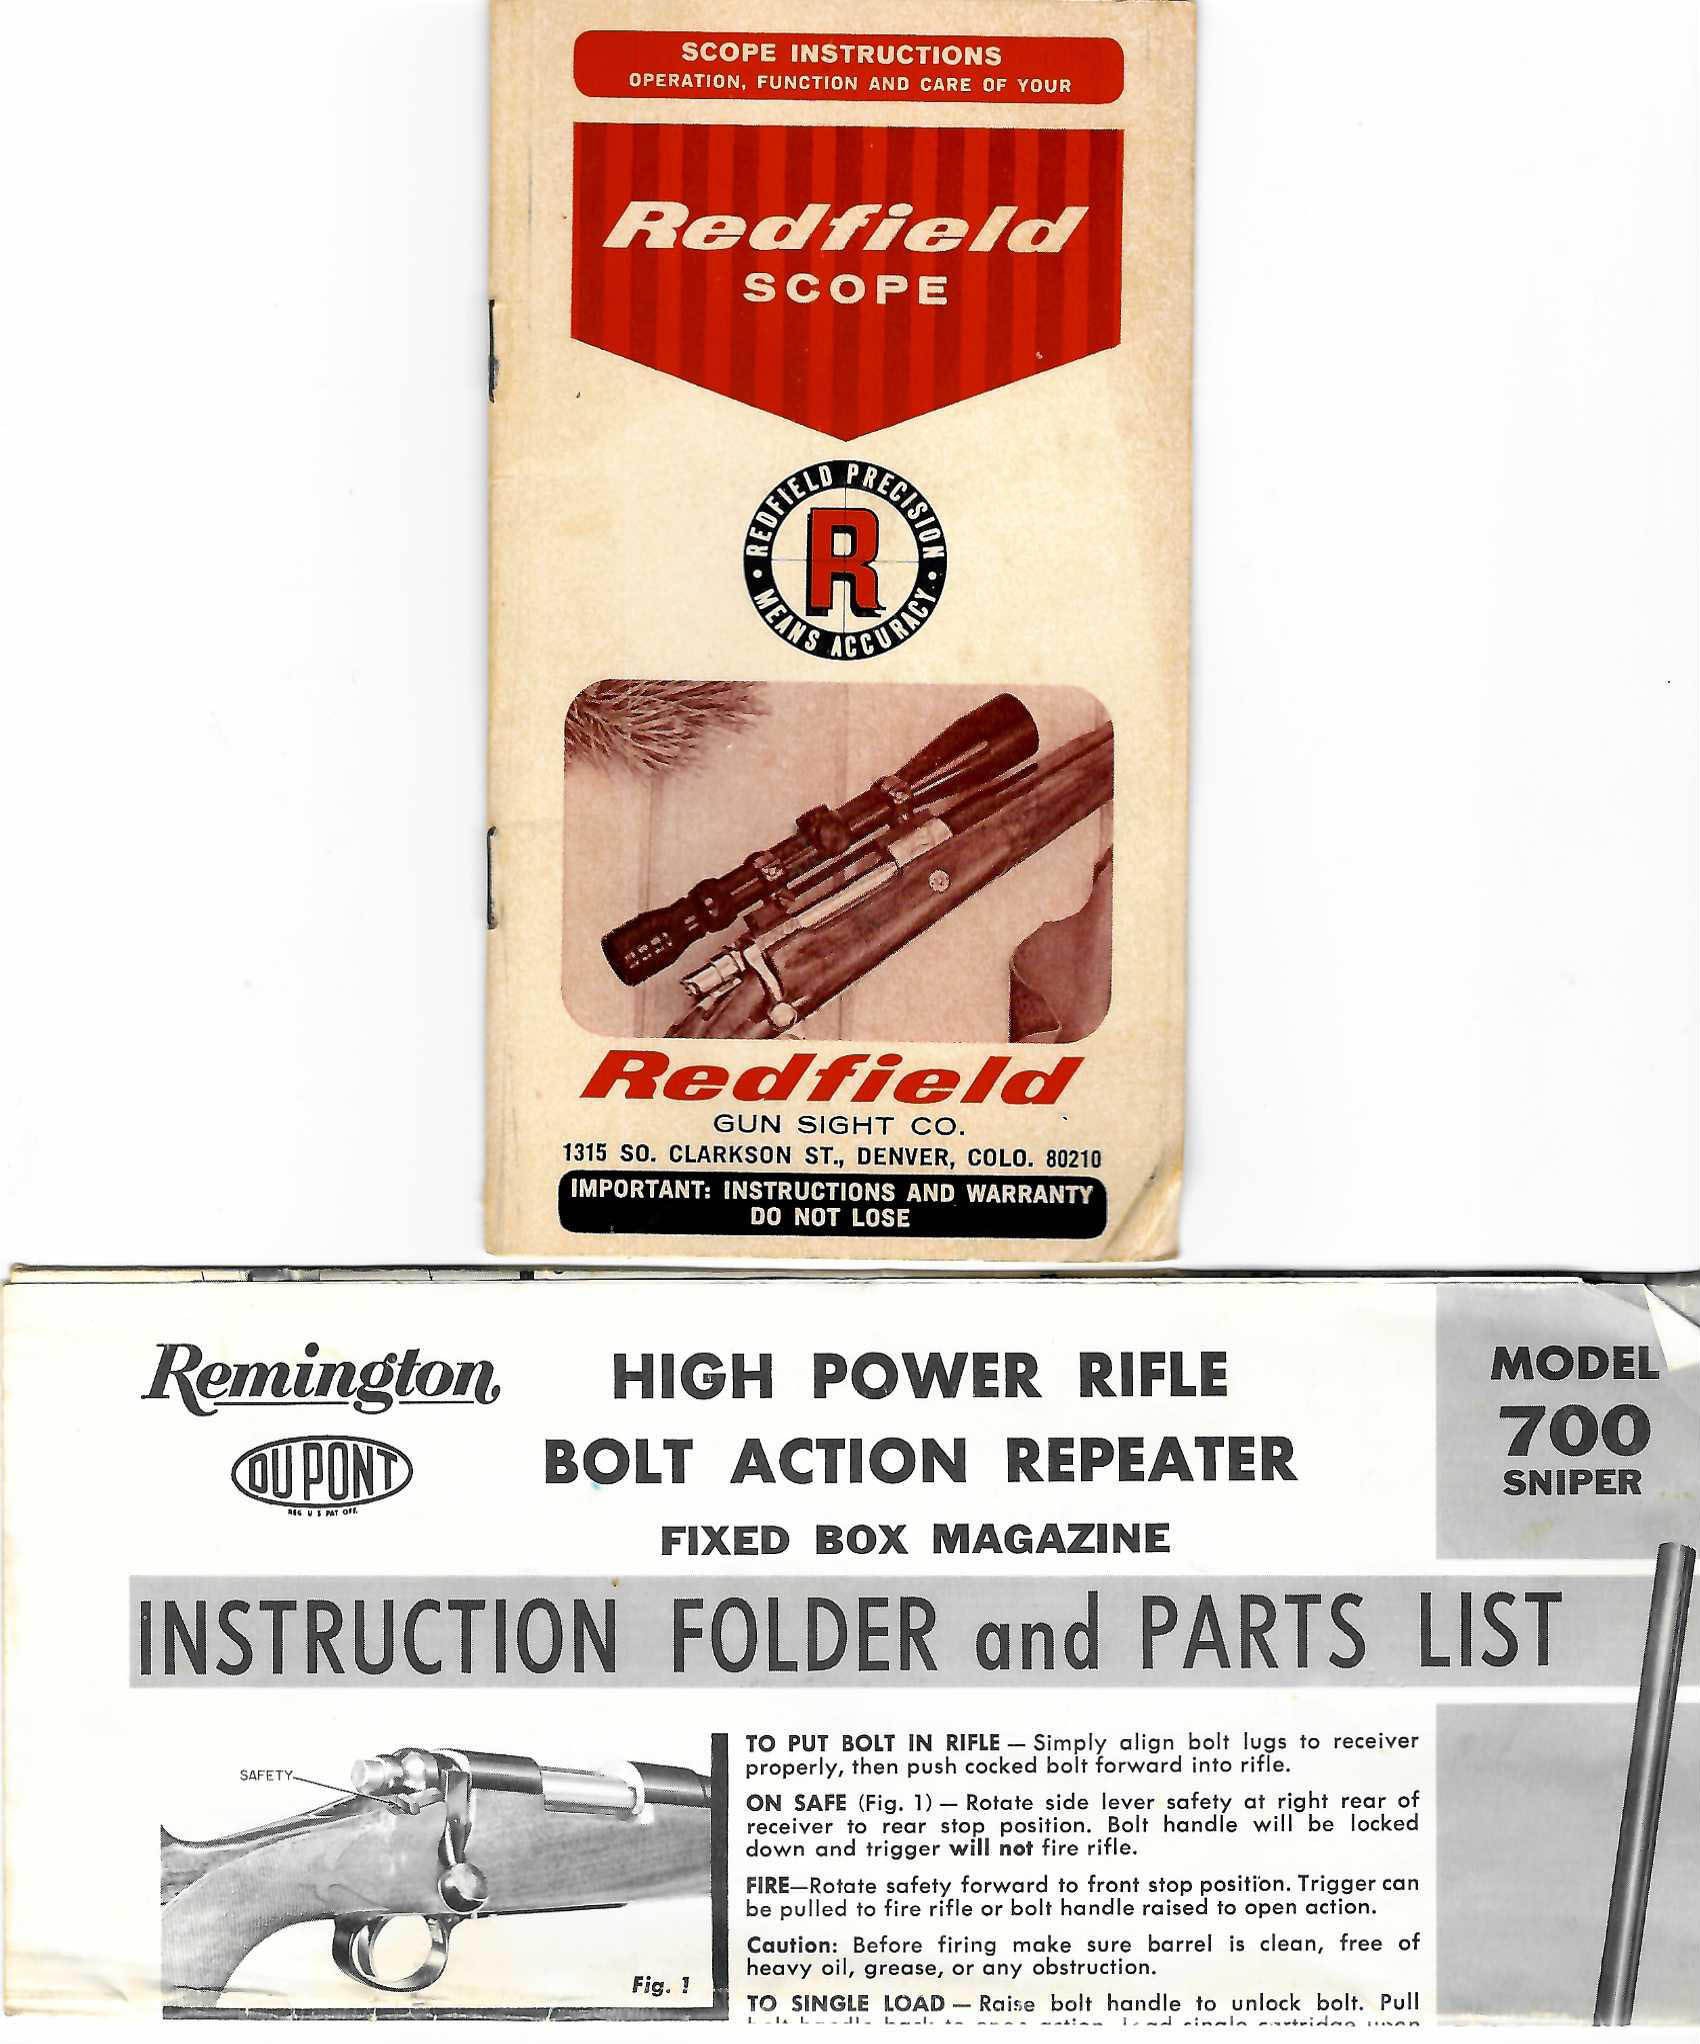 SCOPE INSTRUCTIONS
OPERATION, FUNCTION AND CARE OF YOUR
Redfield
SCOPE
REDFIELD PRECISION
R
• MEANS ACCURACY •
Redfield
GUN SIGHT CO.
1315 SO. CLARKSON ST., DENVER, COLO. 80210
IMPORTANT: INSTRUCTIONS AND WARRANTY
DO NOT LOSE
Remington
DU PONT
REG U S PAT OFF.
HIGH POWER RIFLE
BOLT ACTION REPEATER
FIXED BOX MAGAZINE
MODEL
700
SNIPER
INSTRUCTION FOLDER and PARTS LIST
SAFETY
Fig. 1
TO PUT BOLT IN RIFLE — Simply align bolt lugs to receiver
properly, then push cocked bolt forward into rifle.
ON SAFE (Fig. 1) — Rotate side lever safety at right rear of
receiver to rear stop position. Bolt handle will be locked
down and trigger will not fire rifle.
FIRE—Rotate safety forward to front stop position. Trigger can
be pulled to fire rifle or bolt handle raised to open action.
Caution: Before firing make sure barrel is clean, free of
heavy oil, grease, or any obstruction.
TO SINGLE LOAD — Raise bolt handle to unlock bolt. Pull